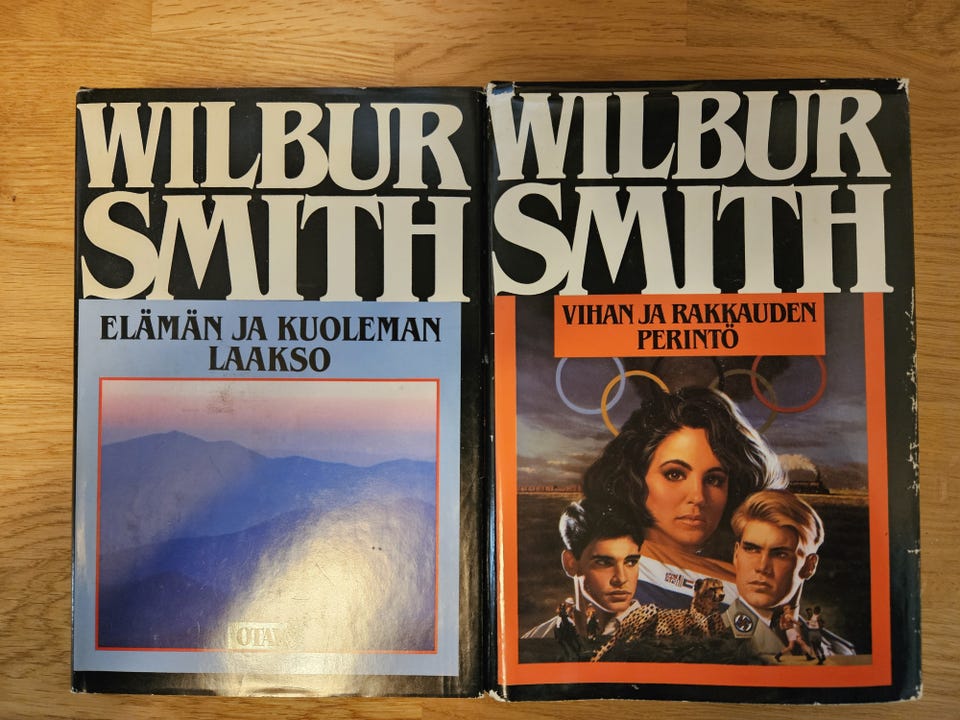 WILBUR
SMITH
ELÄMÄN JA KUOLEMAN
LAAKSO
OTAVA
WILBUR
SMITH
VIHAN JA RAKKAUDEN
PERINTÖ